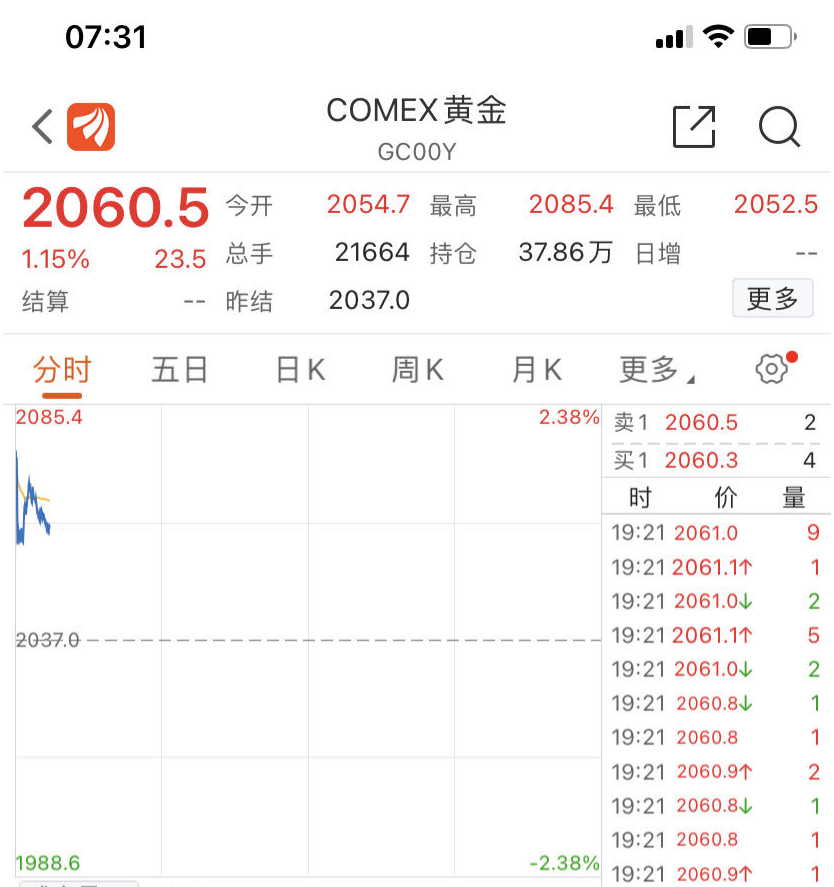 07:31
COMEX黄金
GC00Y
2060.5 今开 2054.7 最高 2085.4 最低 2052.5
1.15% 23.5 总手 21664 持仓 37.86万 日增 --
结算 -- 昨结 2037.0 更多
分时 五日 日K 周K 月K 更多
2085.4 2.38%
2037.0
1988.6 -2.38%
卖1 2060.5 2
买1 2060.3 4
时 价 量
19:21 2061.0 9
19:21 2061.1↑ 1
19:21 2061.0↓ 2
19:21 2061.1↑ 5
19:21 2061.0↓ 2
19:21 2060.8↓ 1
19:21 2060.8 1
19:21 2060.9↑ 2
19:21 2060.8↓ 1
19:21 2060.8 1
19:21 2060.9↑ 1